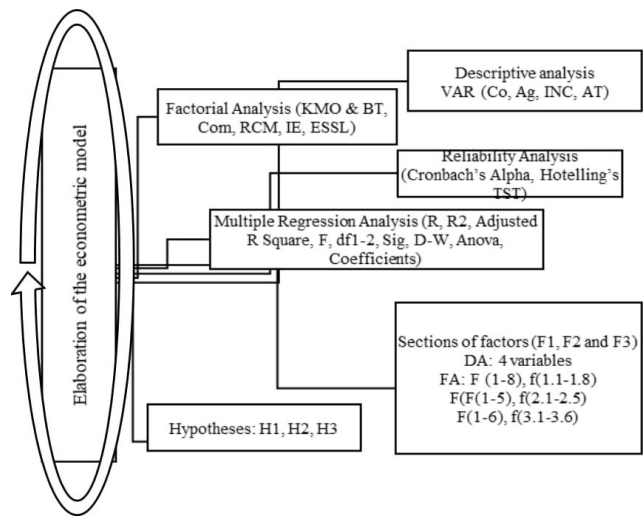 Elaboration of the econometric model
Descriptive analysis
VAR (Co, Ag, INC, AT)
Factorial Analysis (KMO & BT,
Com, RCM, IE, ESSL)
Reliability Analysis
(Cronbach's Alpha, Hotelling's
TST)
Multiple Regression Analysis (R, R2, Adjusted
R Square, F, df1-2, Sig, D-W, Anova,
Coefficients)
Sections of factors (F1, F2 and F3)
DA: 4 variables
FA: F (1-8), f(1.1-1.8)
F(F(1-5), f(2.1-2.5)
F(1-6), f(3.1-3.6)
Hypotheses: H1, H2, H3